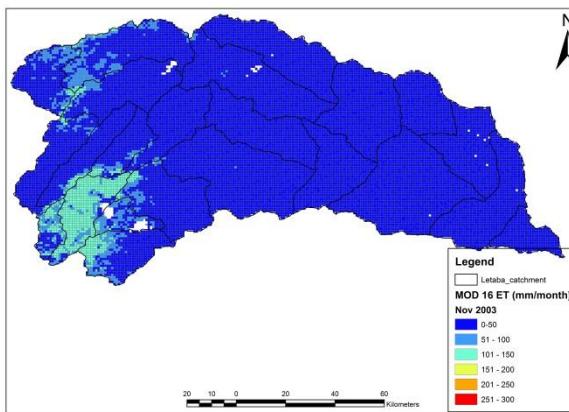 N
Legend
Letaba_catchment
MOD 16 ET (mm/month)
Nov 2003
0-50
51 - 100
101 - 150
151 - 200
201 - 250
251 - 300
20 10 0 20 40 60
Kilometers